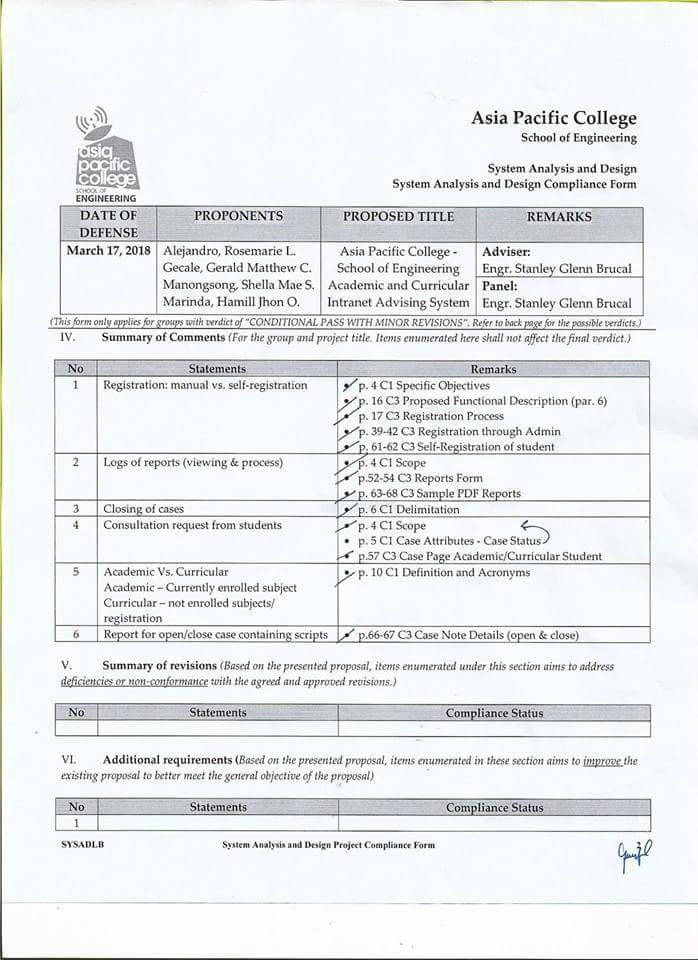 Asia Pacific College
School of Engineering
asia
pacific
college
SCHOOL OF
ENGINEERING
System Analysis and Design
System Analysis and Design Compliance Form
DATE OF DEFENSE PROPONENTS PROPOSED TITLE REMARKS
March 17, 2018 Alejandro, Rosemarie L. Asia Pacific College - Adviser:
Gecale, Gerald Matthew C. School of Engineering Engr. Stanley Glenn Brucal
Manongsong, Shella Mae S. Academic and Curricular Panel:
Marinda, Hamill Jhon O. Intranet Advising System Engr. Stanley Glenn Brucal
(This form only applies for groups with verdict of "CONDITIONAL PASS WITH MINOR REVISIONS". Refer to back page for the possible verdicts.)
IV. Summary of Comments (For the group and project title. Items enumerated here shall not affect the final verdict.)
No Statements Remarks
1 Registration: manual vs. self-registration • p. 4 C1 Specific Objectives
• p. 16 C3 Proposed Functional Description (par. 6)
• p. 17 C3 Registration Process
• p. 39-42 C3 Registration through Admin
• p. 61-62 C3 Self-Registration of student
2 Logs of reports (viewing & process) • p. 4 C1 Scope
• p.52-54 C3 Reports Form
• p. 63-68 C3 Sample PDF Reports
3 Closing of cases • p. 6 C1 Delimitation
4 Consultation request from students • p. 4 C1 Scope
• p. 5 C1 Case Attributes - Case Status
• p.57 C3 Case Page Academic/Curricular Student
5 Academic Vs. Curricular • p. 10 C1 Definition and Acronyms
Academic – Currently enrolled subject
Curricular – not enrolled subjects/
registration
6 Report for open/close case containing scripts • p.66-67 C3 Case Note Details (open & close)
V. Summary of revisions (Based on the presented proposal, items enumerated under this section aims to address
deficiencies or non-conformance with the agreed and approved revisions.)
No Statements Compliance Status
VI. Additional requirements (Based on the presented proposal, items enumerated in these section aims to improve the
existing proposal to better meet the general objective of the proposal)
No Statements Compliance Status
1
SYSADLB System Analysis and Design Project Compliance Form